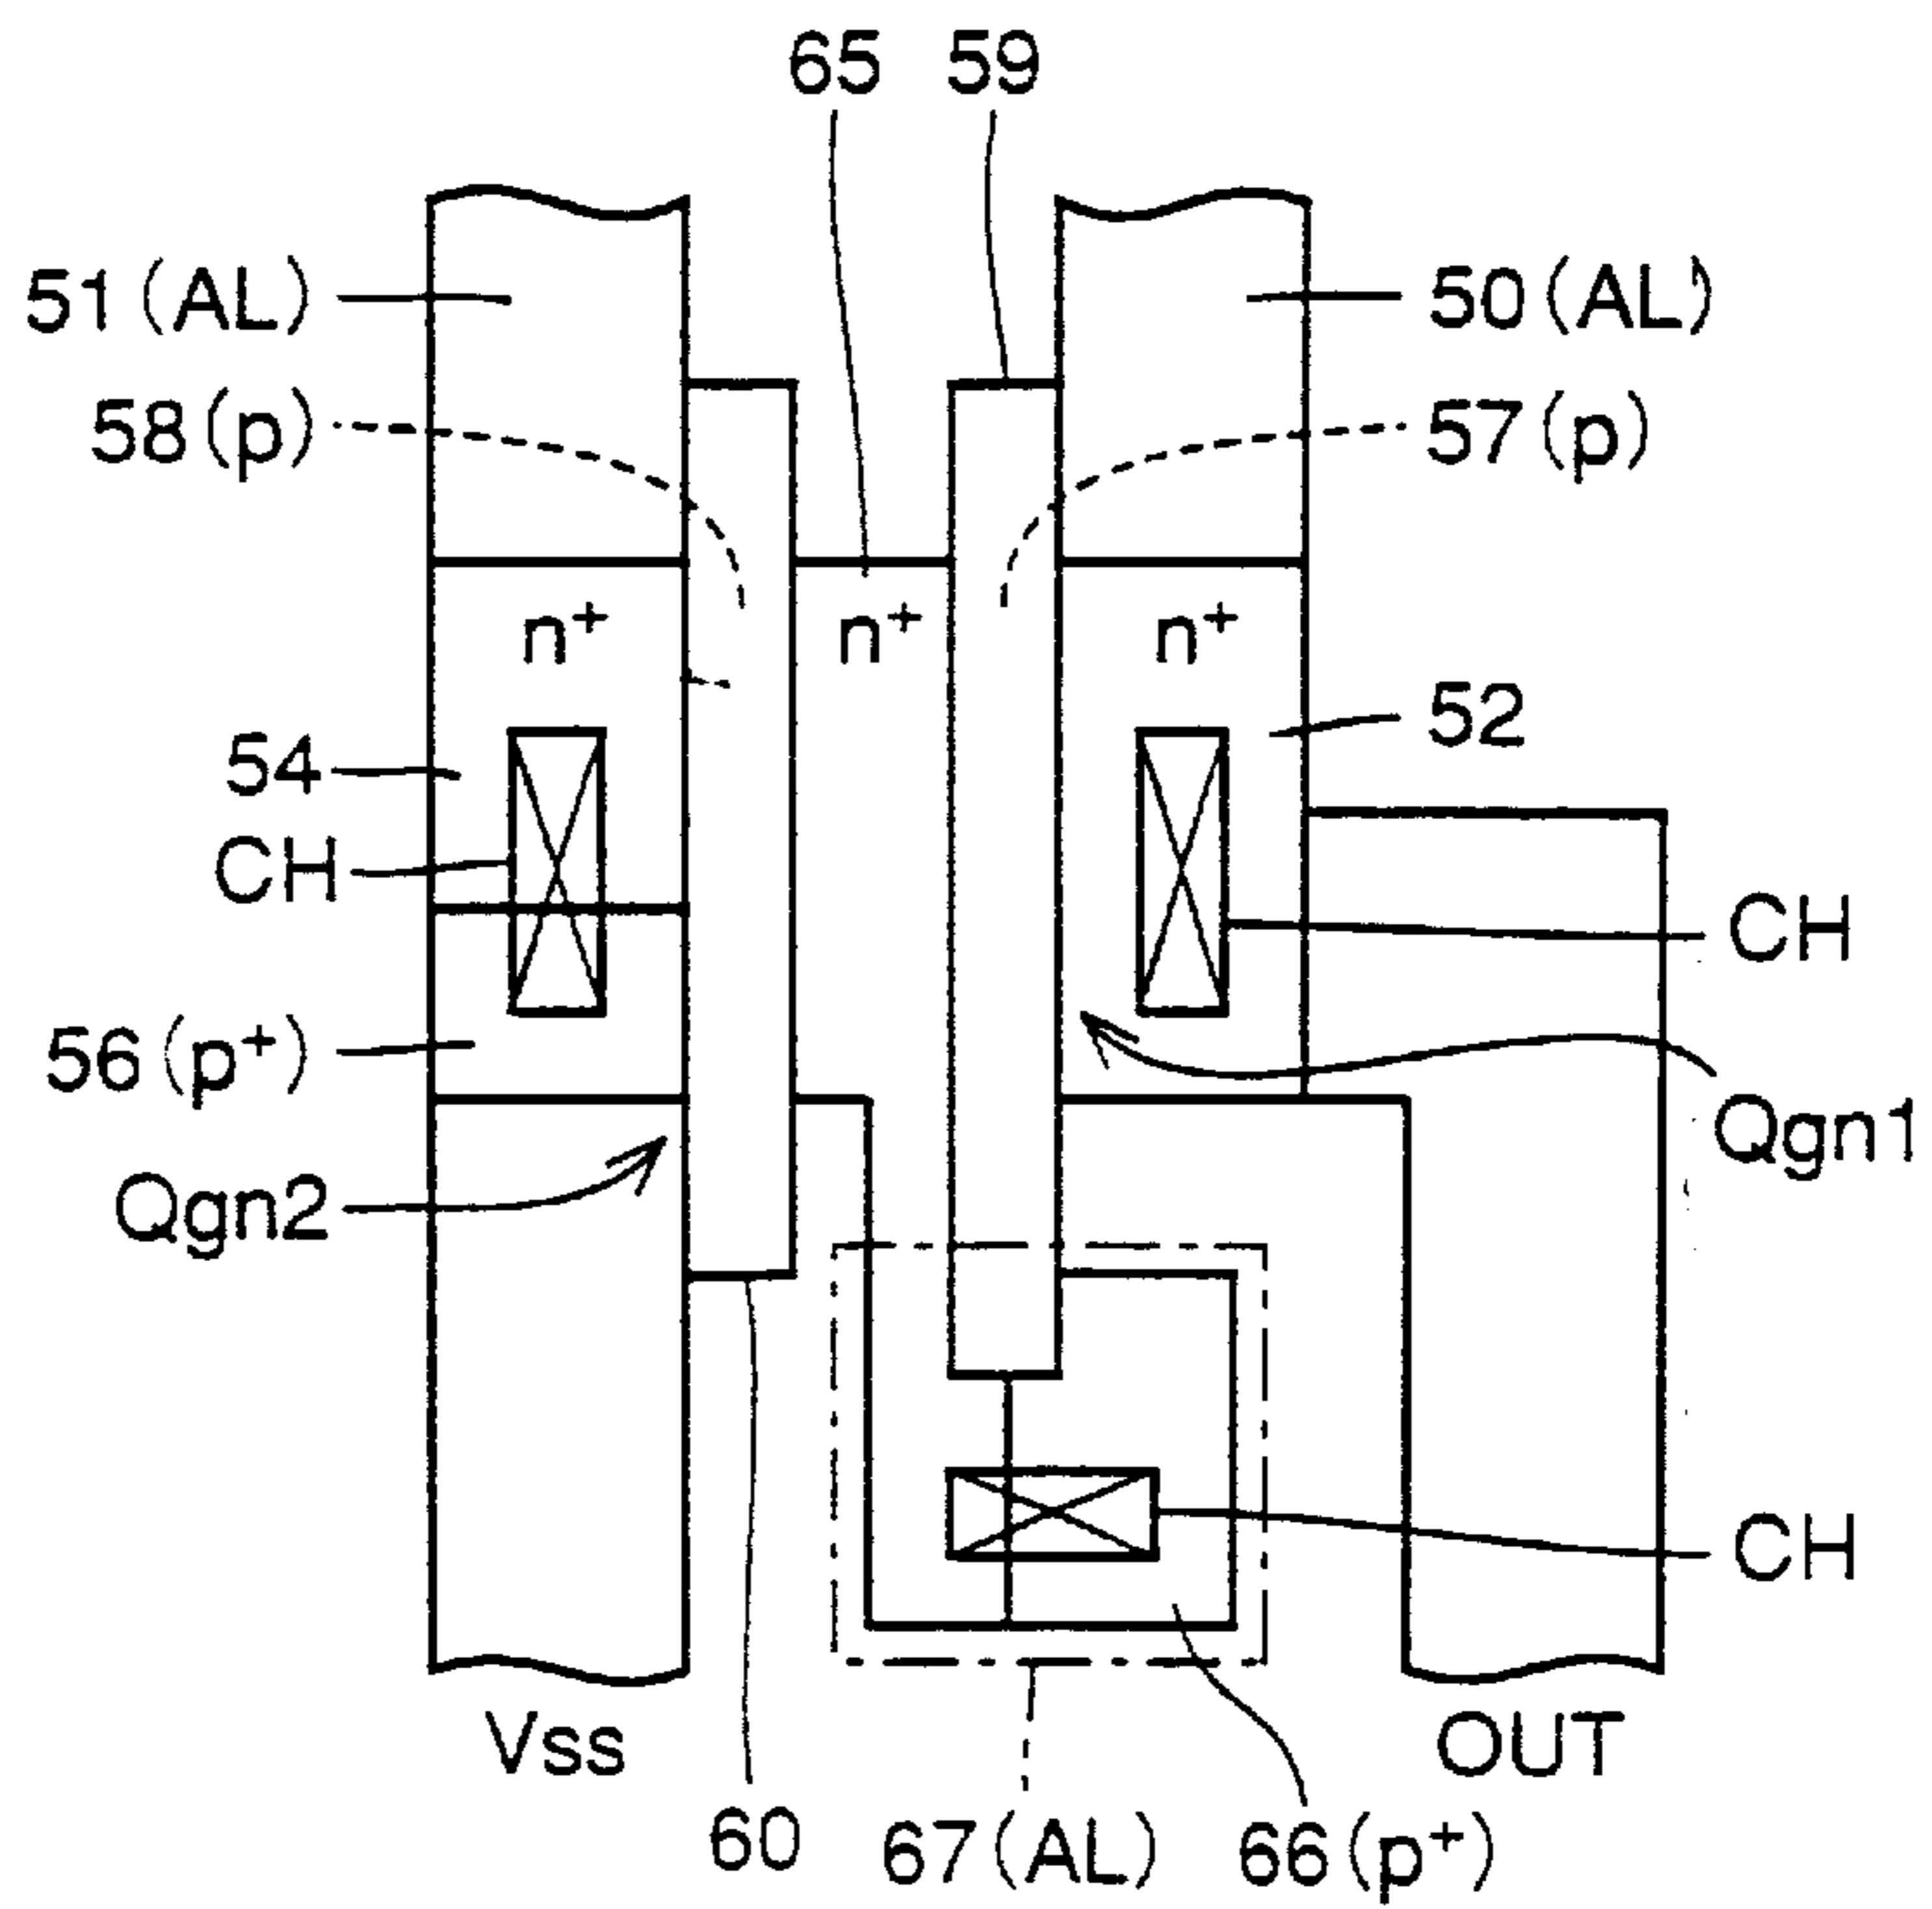 65 59
51(AL) 50(AL)
58(p) 57(p)
n+ n+ n+
54 52
CH CH
56(p+)
Qgn2 Qgn1
CH
Vss OUT
60 67(AL) 66(p+)